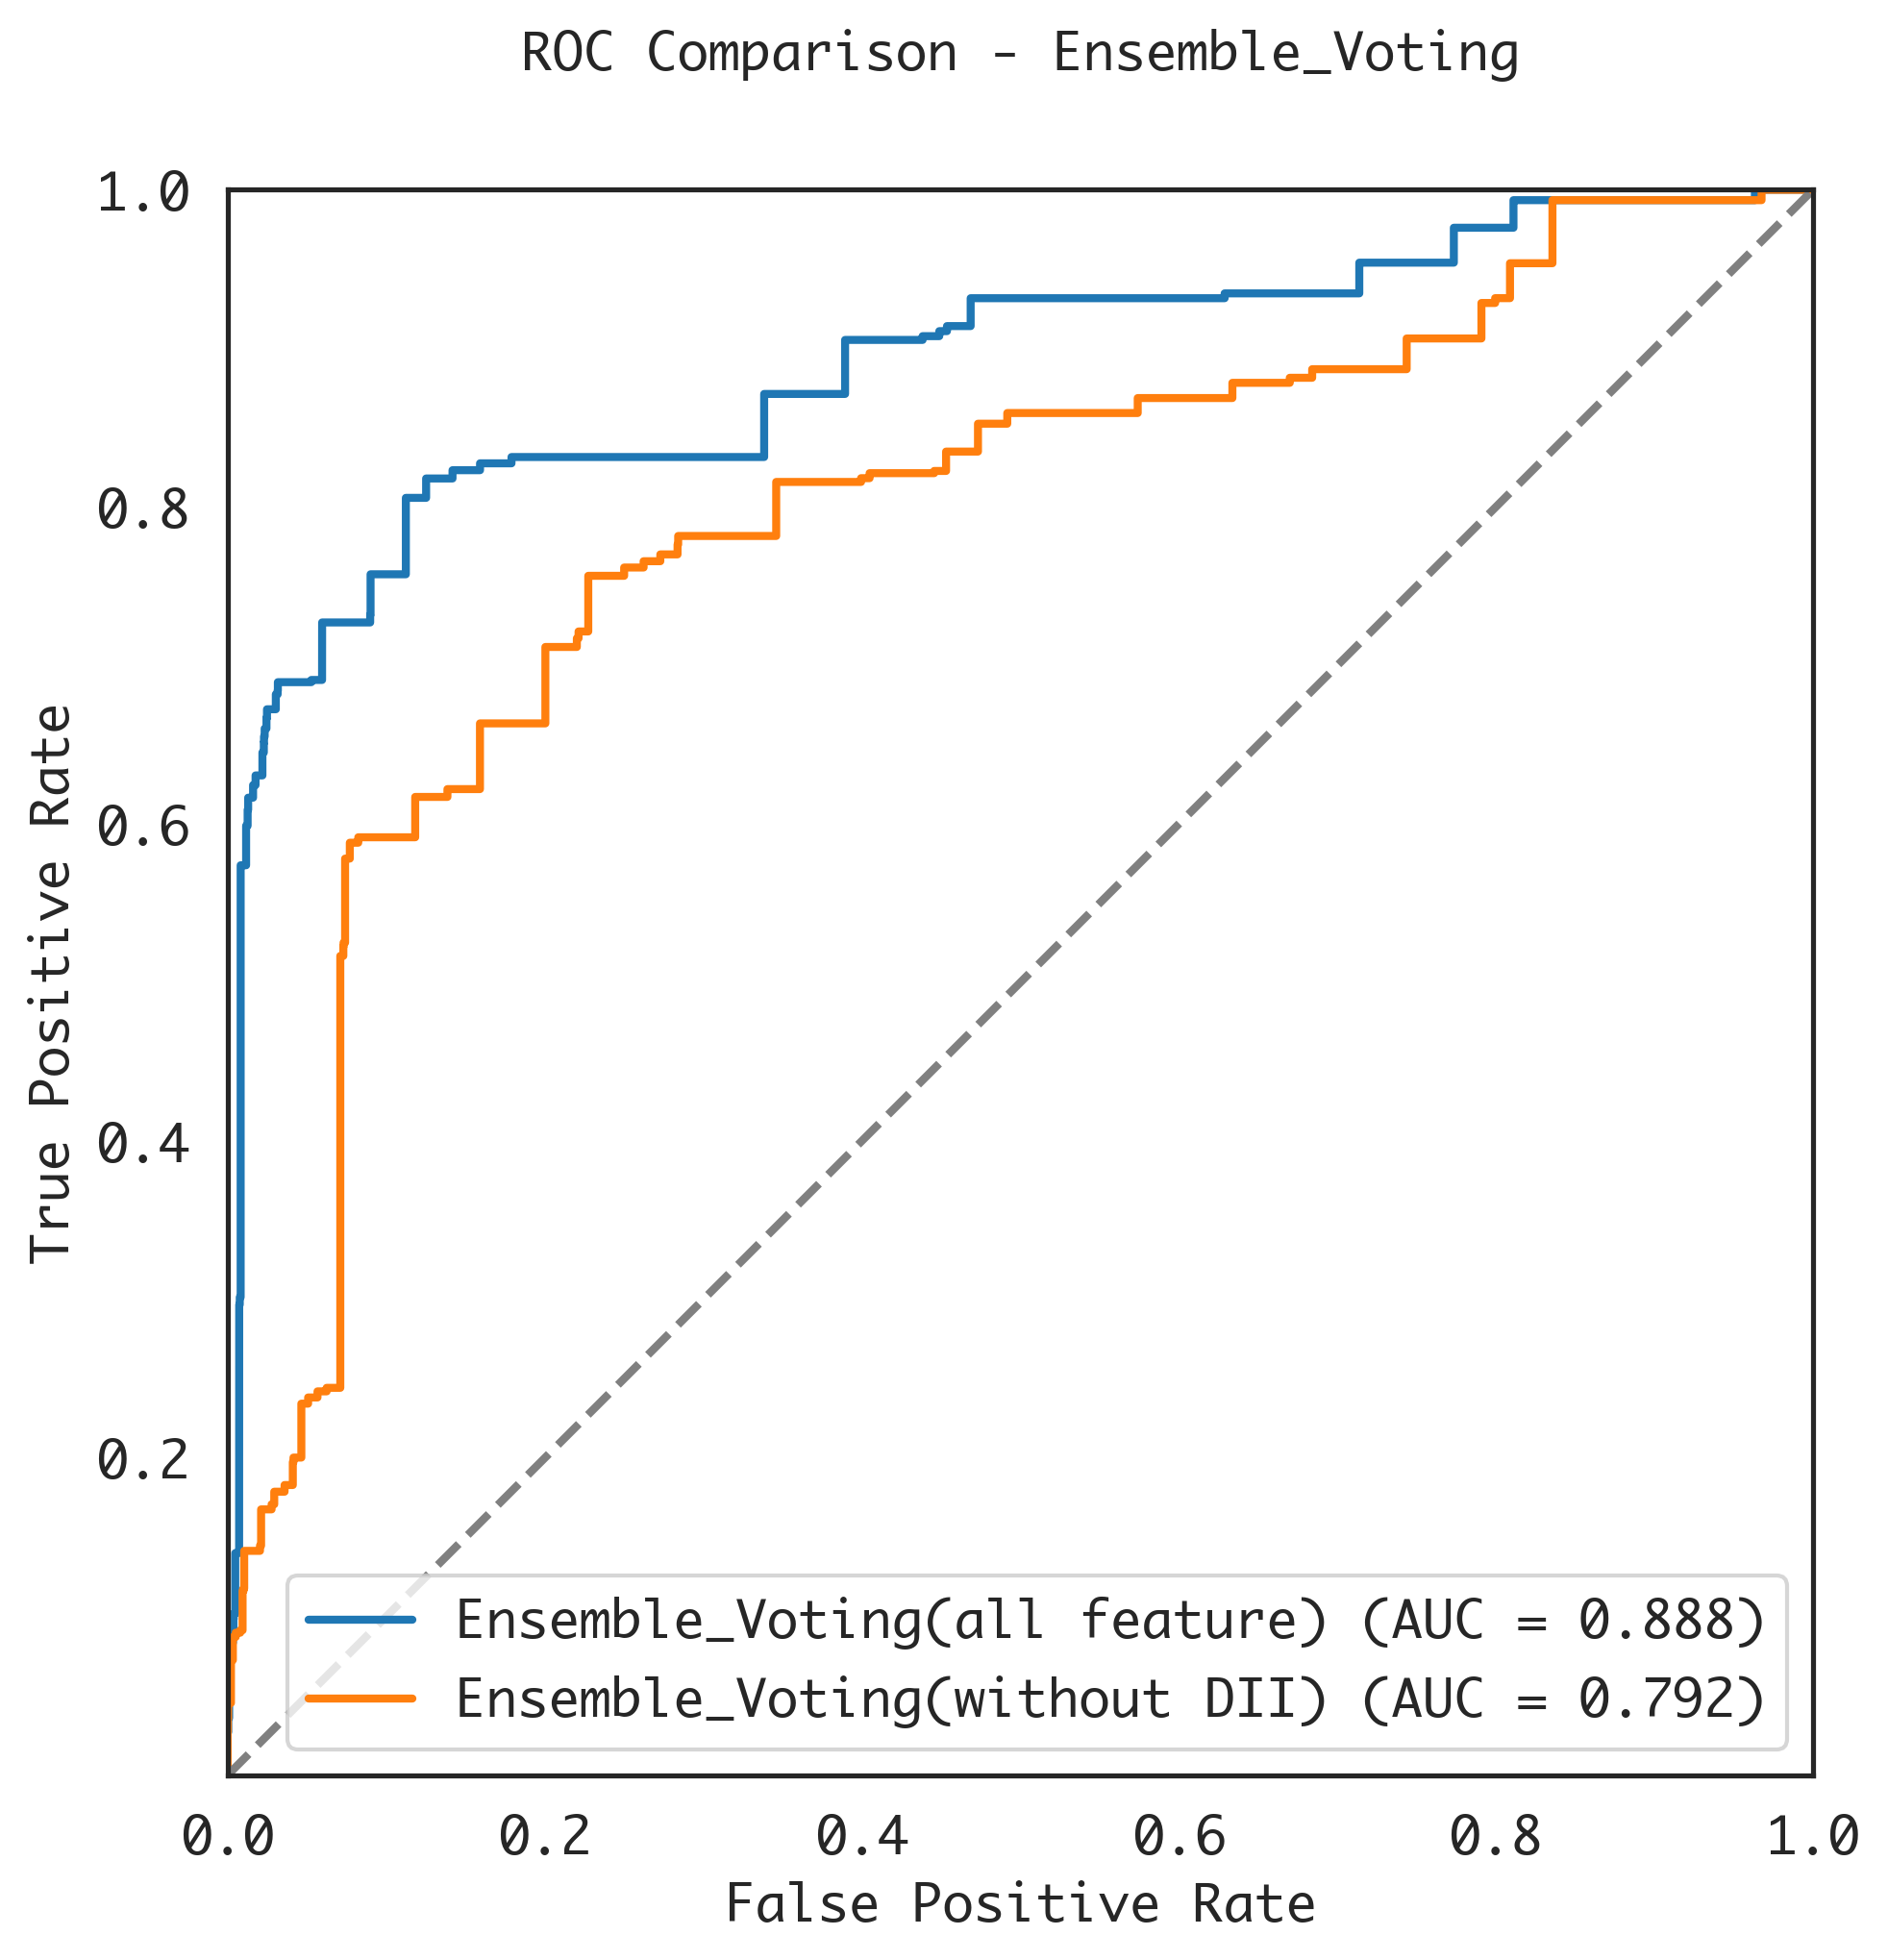 ROC Comparison - Ensemble_Voting
1.0
0.8
0.6
0.4
0.2
True Positive Rate
Ensemble_Voting(all feature) (AUC = 0.888)
Ensemble_Voting(without DII) (AUC = 0.792)
0.0 0.2 0.4 0.6 0.8 1.0
False Positive Rate